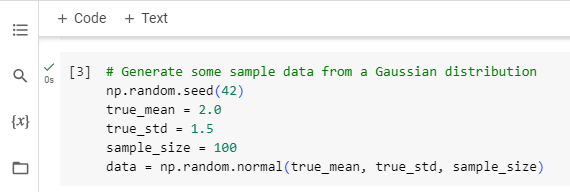 + Code + Text
[3] # Generate some sample data from a Gaussian distribution
0s
np.random.seed(42)
true_mean = 2.0
{x}
true_std = 1.5
sample_size = 100
data = np.random.normal(true_mean, true_std, sample_size)